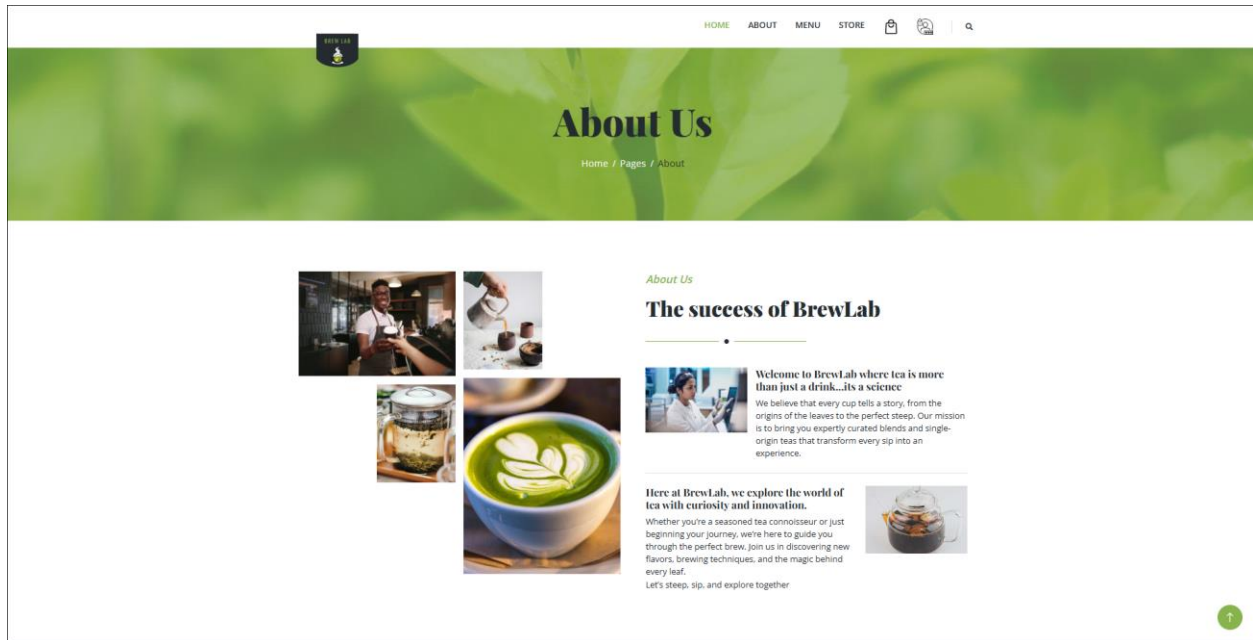 HOME ABOUT MENU STORE
BREW LAB
About Us
Home / Pages / About
About Us
The success of BrewLab
Welcome to BrewLab where tea is more
than just a drink...its a science
We believe that every cup tells a story, from the
origins of the leaves to the perfect steep. Our mission
is to bring you expertly curated blends and single-
origin teas that transform every sip into an
experience.
Here at BrewLab, we explore the world of
tea with curiosity and innovation.
Whether you're a seasoned tea connoisseur or just
beginning your journey, we're here to guide you
through the perfect brew. Join us in discovering new
flavors, brewing techniques, and the magic behind
every leaf.
Let's steep, sip, and explore together